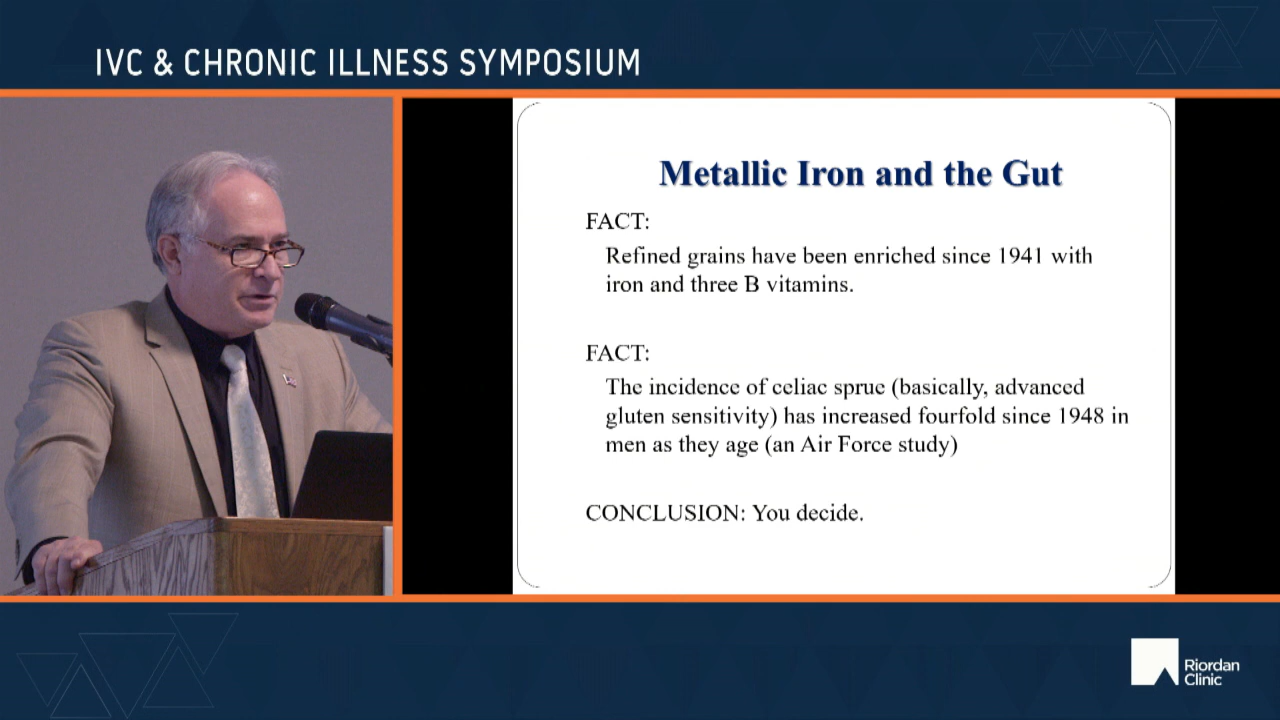 IVC & CHRONIC ILLNESS SYMPOSIUM
Metallic Iron and the Gut
FACT:
Refined grains have been enriched since 1941 with
iron and three B vitamins.
FACT:
The incidence of celiac sprue (basically, advanced
gluten sensitivity) has increased fourfold since 1948 in
men as they age (an Air Force study)
CONCLUSION: You decide.
Riordan
Clinic